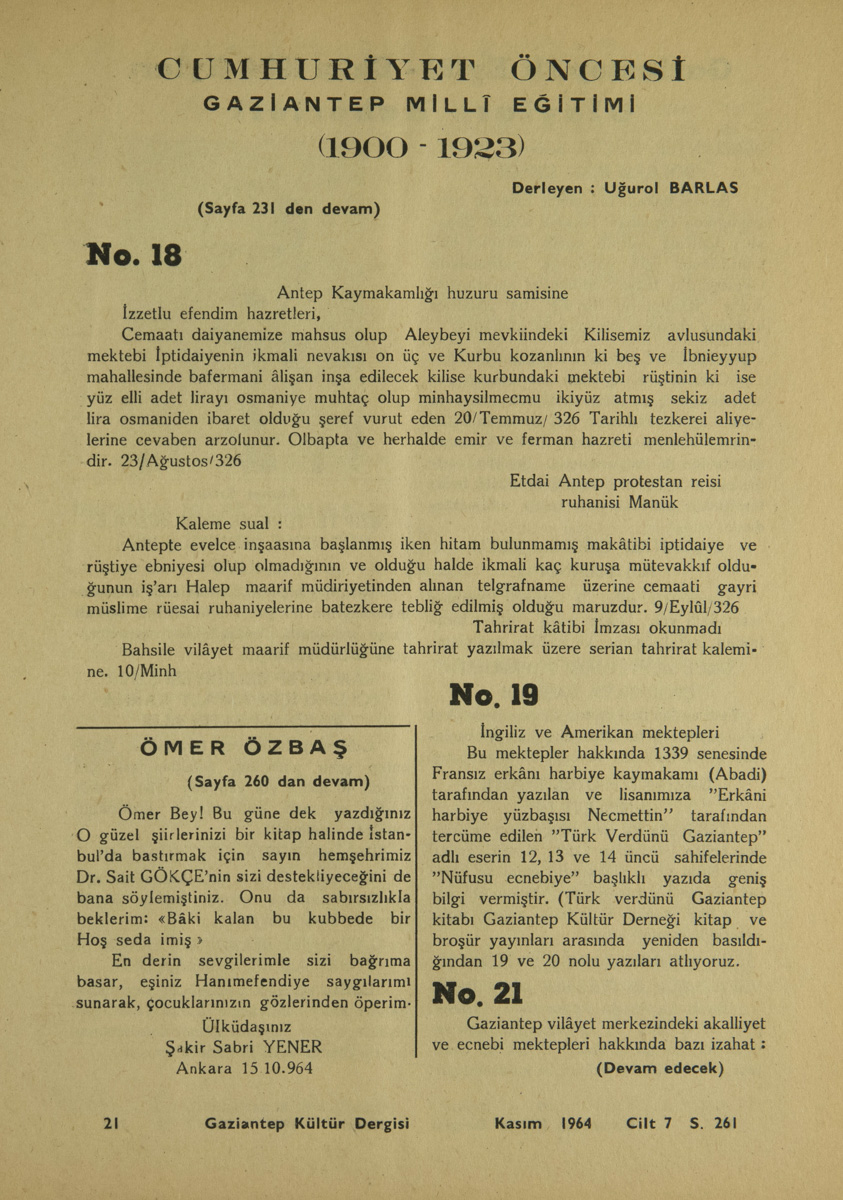 CUMHURİYET ÖNCESİ
GAZİANTEP MİLLÎ EĞİTİMİ
(1900 - 1923)
Derleyen : Uğurol BARLAS
(Sayfa 231 den devam)
No. 18
Antep Kaymakamlığı huzuru samisine
İzzetlu efendim hazretleri,
Cemaatı daiyanemize mahsus olup Aleybeyi mevkiindeki Kilisemiz avlusundaki
mektebi İptidaiyenin ikmali nevakısı on üç ve Kurbu kozanlının ki beş ve İbnieyyup
mahallesinde bafermani âlişan inşa edilecek kilise kurbundaki mektebi rüştinin ki ise
yüz elli adet lirayı osmaniye muhtaç olup minhaysilmecmu ikiyüz atmış sekiz adet
lira osmaniden ibaret olduğu şeref vurut eden 20/Temmuz/ 326 Tarihlı tezkerei aliye-
lerine cevaben arzolunur. Olbapta ve herhalde emir ve ferman hazreti menlehülemrin-
dir. 23/Ağustos/326
Etdai Antep protestan reisi
ruhanisi Manük
Kaleme sual :
Antepte evelce inşaasına başlanmış iken hitam bulunmamış makâtibi iptidaiye ve
rüştiye ebniyesi olup olmadığının ve olduğu halde ikmali kaç kuruşa mütevakkıf oldu-
ğunun iş'arı Halep maarif müdiriyetinden alınan telgrafname üzerine cemaati gayri
müslime rüesai ruhaniyelerine batezkere tebliğ edilmiş olduğu maruzdur. 9/Eylûl/326
Tahrirat kâtibi İmzası okunmadı
Bahsile vilâyet maarif müdürlüğüne tahrirat yazılmak üzere serian tahrirat kalemi-
ne. 10/Minh
ÖMER ÖZBAŞ
(Sayfa 260 dan devam)
Ömer Bey! Bu güne dek yazdığınız
O güzel şiirlerinizi bir kitap halinde İstan-
bul'da bastırmak için sayın hemşehrimiz
Dr. Sait GÖKÇE'nin sizi destekliyeceğini de
bana söylemiştiniz. Onu da sabırsızlıkla
beklerim: «Bâki kalan bu kubbede bir
Hoş seda imiş »
En derin sevgilerimle sizi bağrıma
basar, eşiniz Hanımefendiye saygılarımı
sunarak, çocuklarınızın gözlerinden öperim.
Ülküdaşınız
Şakir Sabri YENER
Ankara 15 10.964
No. 19
İngiliz ve Amerikan mektepleri
Bu mektepler hakkında 1339 senesinde
Fransız erkânı harbiye kaymakamı (Abadi)
tarafından yazılan ve lisanımıza "Erkâni
harbiye yüzbaşısı Necmettin" tarafından
tercüme edilen "Türk Verdünü Gaziantep"
adlı eserin 12, 13 ve 14 üncü sahifelerinde
"Nüfusu ecnebiye" başlıklı yazıda geniş
bilgi vermiştir. (Türk verdünü Gaziantep
kitabı Gaziantep Kültür Derneği kitap ve
broşür yayınları arasında yeniden basıldı-
ğından 19 ve 20 nolu yazıları atlıyoruz.
No. 21
Gaziantep vilâyet merkezindeki akalliyet
ve ecnebi mektepleri hakkında bazı izahat :
(Devam edecek)
21 Gaziantep Kültür Dergisi Kasım 1964 Cilt 7 S. 261